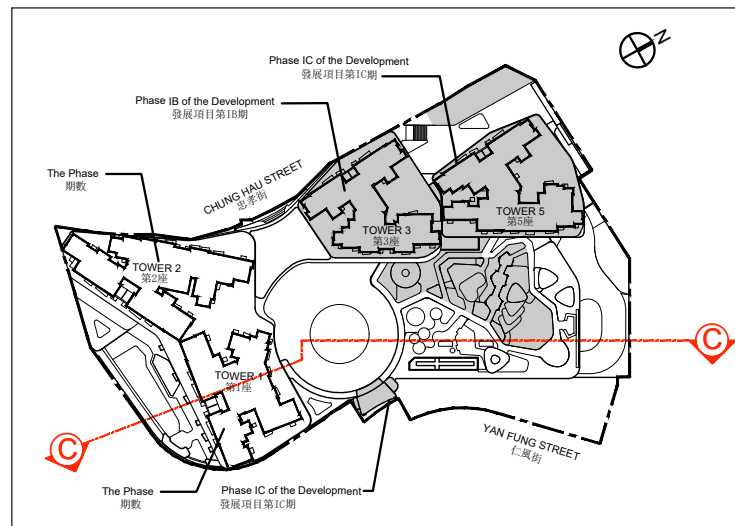 N
Phase IC of the Development
發展項目第IC期
Phase IB of the Development
發展項目第IB期
The Phase
期數
CHUNG HAU STREET
忠孝街
TOWER 5
第5座
TOWER 3
第3座
TOWER 2
第2座
TOWER 1
第1座
C
C
YAN FUNG STREET
仁風街
The Phase
期數
Phase IC of the Development
發展項目第IC期